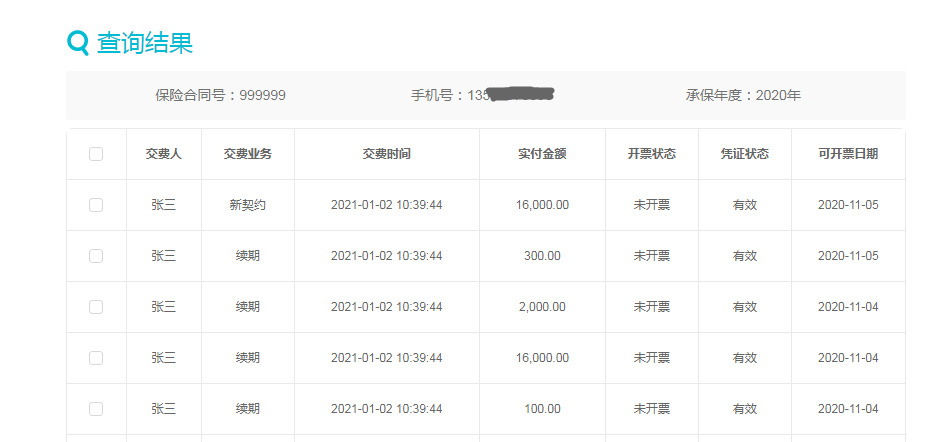 查询结果
保险合同号：999999 手机号：135 承保年度：2020年
交费人 交费业务 交费时间 实付金额 开票状态 凭证状态 可开票日期
张三 新契约 2021-01-02 10:39:44 16,000.00 未开票 有效 2020-11-05
张三 续期 2021-01-02 10:39:44 300.00 未开票 有效 2020-11-05
张三 续期 2021-01-02 10:39:44 2,000.00 未开票 有效 2020-11-04
张三 续期 2021-01-02 10:39:44 16,000.00 未开票 有效 2020-11-04
张三 续期 2021-01-02 10:39:44 100.00 未开票 有效 2020-11-04